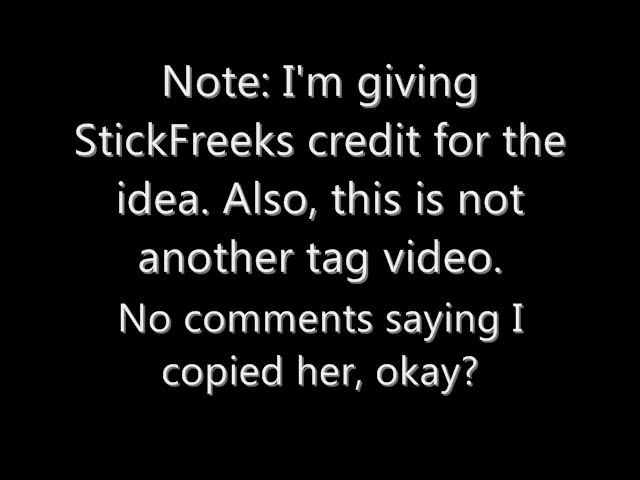 Note: I'm giving
StickFreeks credit for the
idea. Also, this is not
another tag video.
No comments saying I
copied her, okay?